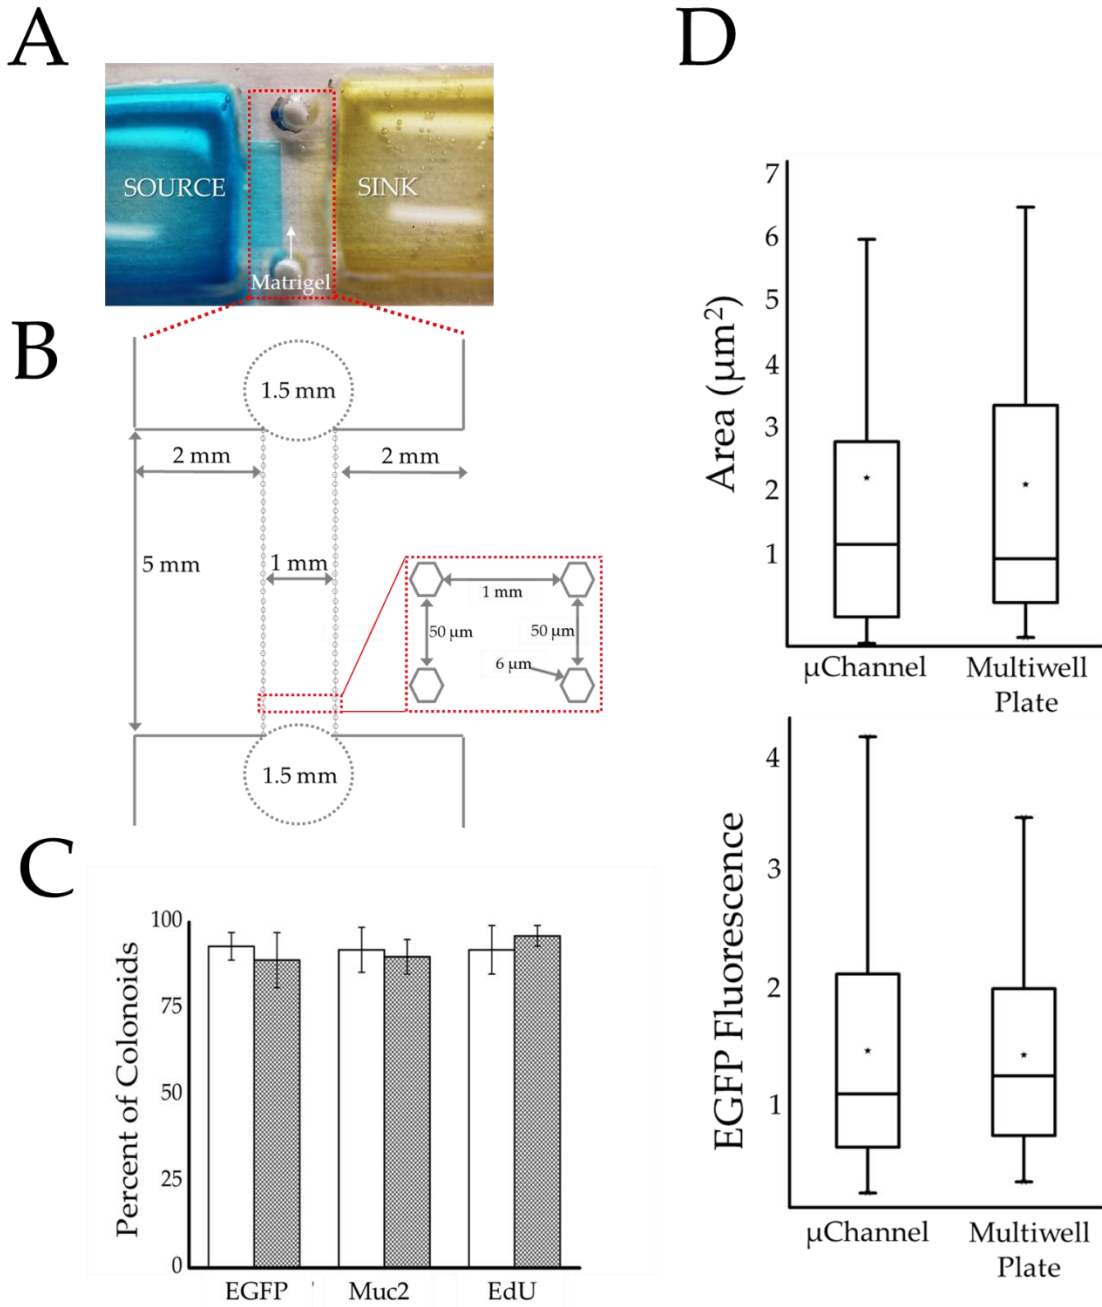 A
SOURCE
SINK
Matrigel
B
1.5 mm
2 mm
2 mm
5 mm
1 mm
1 mm
50 µm
50 µm
6 µm
1.5 mm
C
Percent of Colonoids
100
75
50
25
0
EGFP
Muc2
EdU
D
Area (µm²)
7
6
5
4
3
2
1
µChannel
Multiwell
Plate
EGFP Fluorescence
4
3
2
1
µChannel
Multiwell
Plate